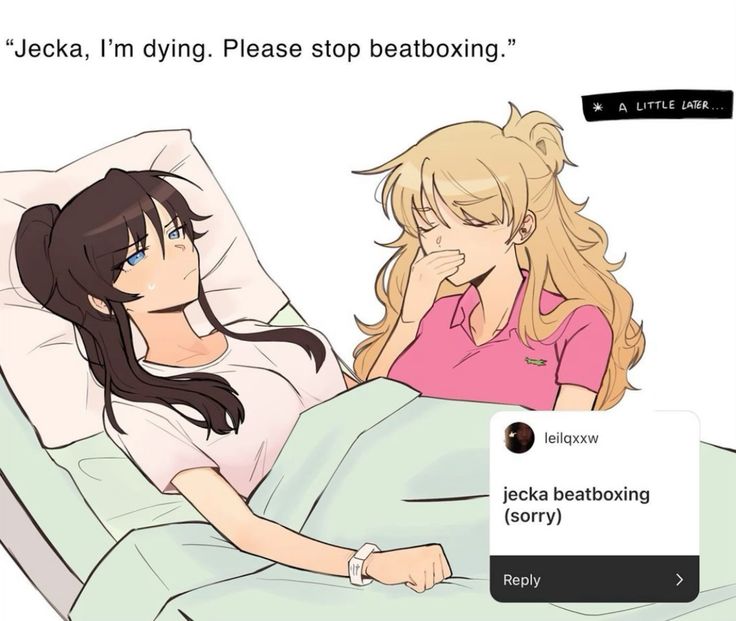 “Jecka, I’m dying. Please stop beatboxing.”
* A LITTLE LATER...
leilqxxw
jecka beatboxing
(sorry)
Reply